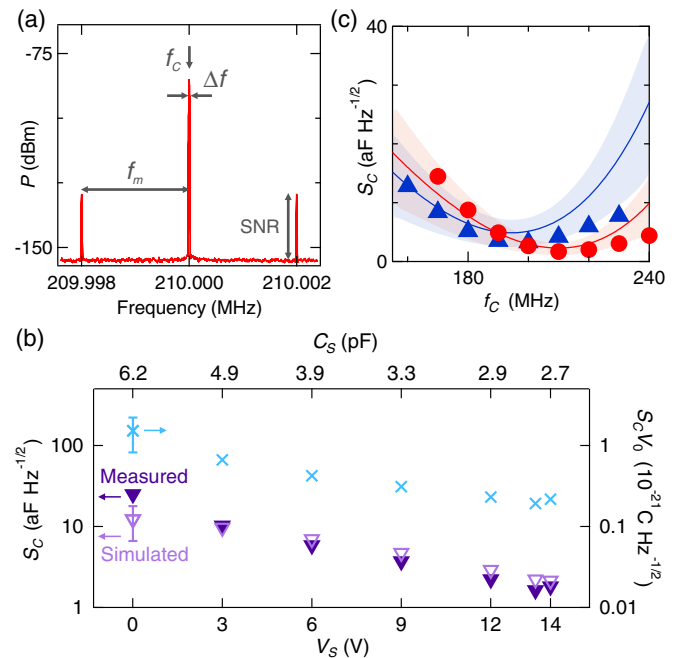 (a)
-75
-150
P (dBm)
f_C
Δf
f_m
SNR
209.998
210.000
210.002
Frequency (MHz)
(c)
40
0
S_C (aF Hz^-1/2)
180
240
f_C (MHz)
(b)
C_S (pF)
6.2
4.9
3.9
3.3
2.9
2.7
100
10
1
S_C (aF Hz^-1/2)
Measured
Simulated
1
0.1
0.01
S_C V_0 (10^-21 C Hz^-1/2)
0
3
6
9
12
14
V_S (V)